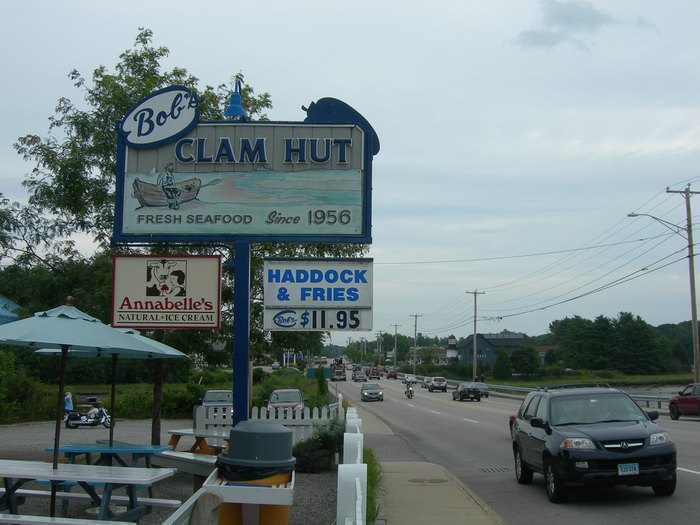 Bob's
CLAM HUT
FRESH SEAFOOD Since 1956
Annabelle's
NATURAL ICE CREAM
HADDOCK
& FRIES
Bob's $11.95